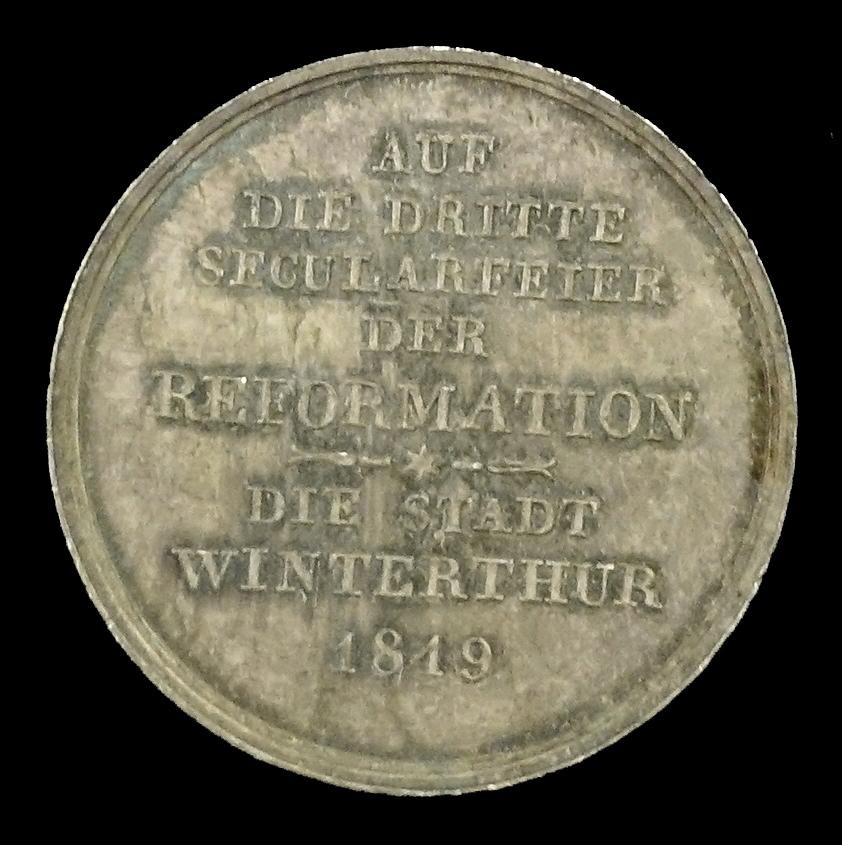 AUF
DIE DRITTE
SECULARFEIER
DER
REFORMATION
DIE STADT
WINTERTHUR
1819